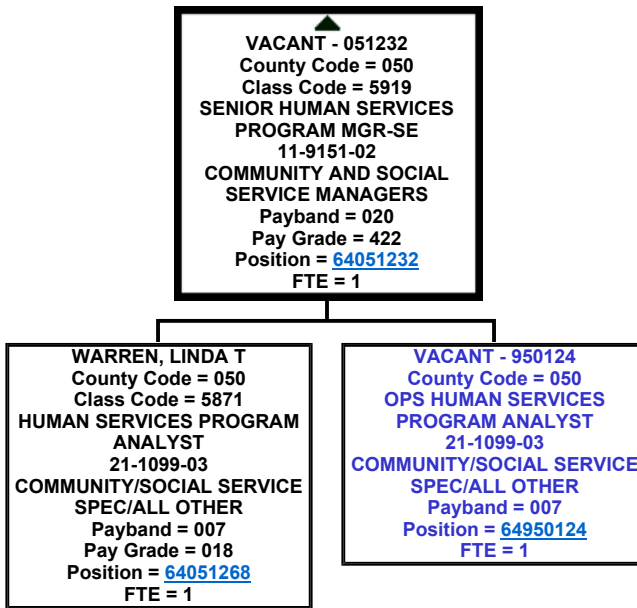 VACANT - 051232
County Code = 050
Class Code = 5919
SENIOR HUMAN SERVICES
PROGRAM MGR-SE
11-9151-02
COMMUNITY AND SOCIAL
SERVICE MANAGERS
Payband = 020
Pay Grade = 422
Position = 64051232
FTE = 1
WARREN, LINDA T
County Code = 050
Class Code = 5871
HUMAN SERVICES PROGRAM
ANALYST
21-1099-03
COMMUNITY/SOCIAL SERVICE
SPEC/ALL OTHER
Payband = 007
Pay Grade = 018
Position = 64051268
FTE = 1
VACANT - 950124
County Code = 050
OPS HUMAN SERVICES
PROGRAM ANALYST
21-1099-03
COMMUNITY/SOCIAL SERVICE
SPEC/ALL OTHER
Payband = 007
Position = 64950124
FTE = 1